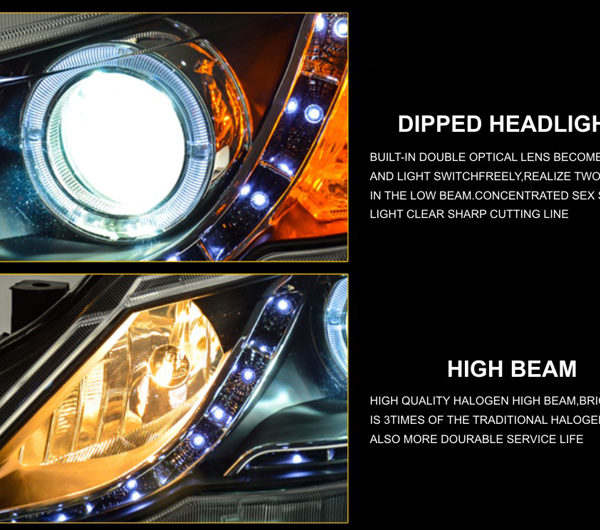 DIPPED HEADLIGH
BUILT-IN DOUBLE OPTICAL LENS BECOME
AND LIGHT SWITCHFREELY,REALIZE TWO
IN THE LOW BEAM.CONCENTRATED SEX S
LIGHT CLEAR SHARP CUTTING LINE
HIGH BEAM
HIGH QUALITY HALOGEN HIGH BEAM,BRIG
IS 3TIMES OF THE TRADITIONAL HALOGE
ALSO MORE DOURABLE SERVICE LIFE